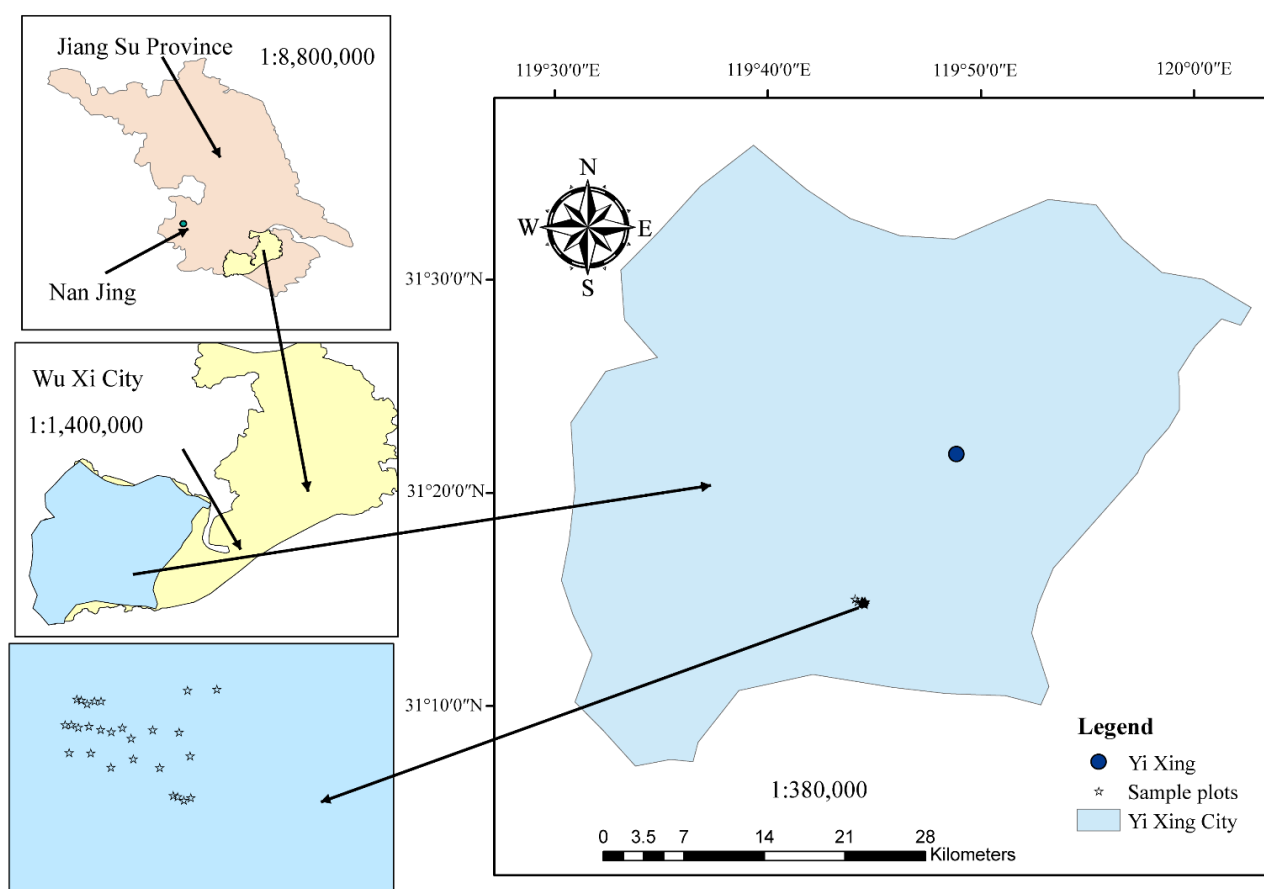 Jiang Su Province
1:8,800,000
Nan Jing
Wu Xi City
1:1,400,000
119°30′0″E
119°40′0″E
119°50′0″E
120°0′0″E
N
W
E
S
31°30′0″N
31°20′0″N
31°10′0″N
Legend
Yi Xing
Sample plots
Yi Xing City
1:380,000
0 3.5 7 14 21 28
Kilometers